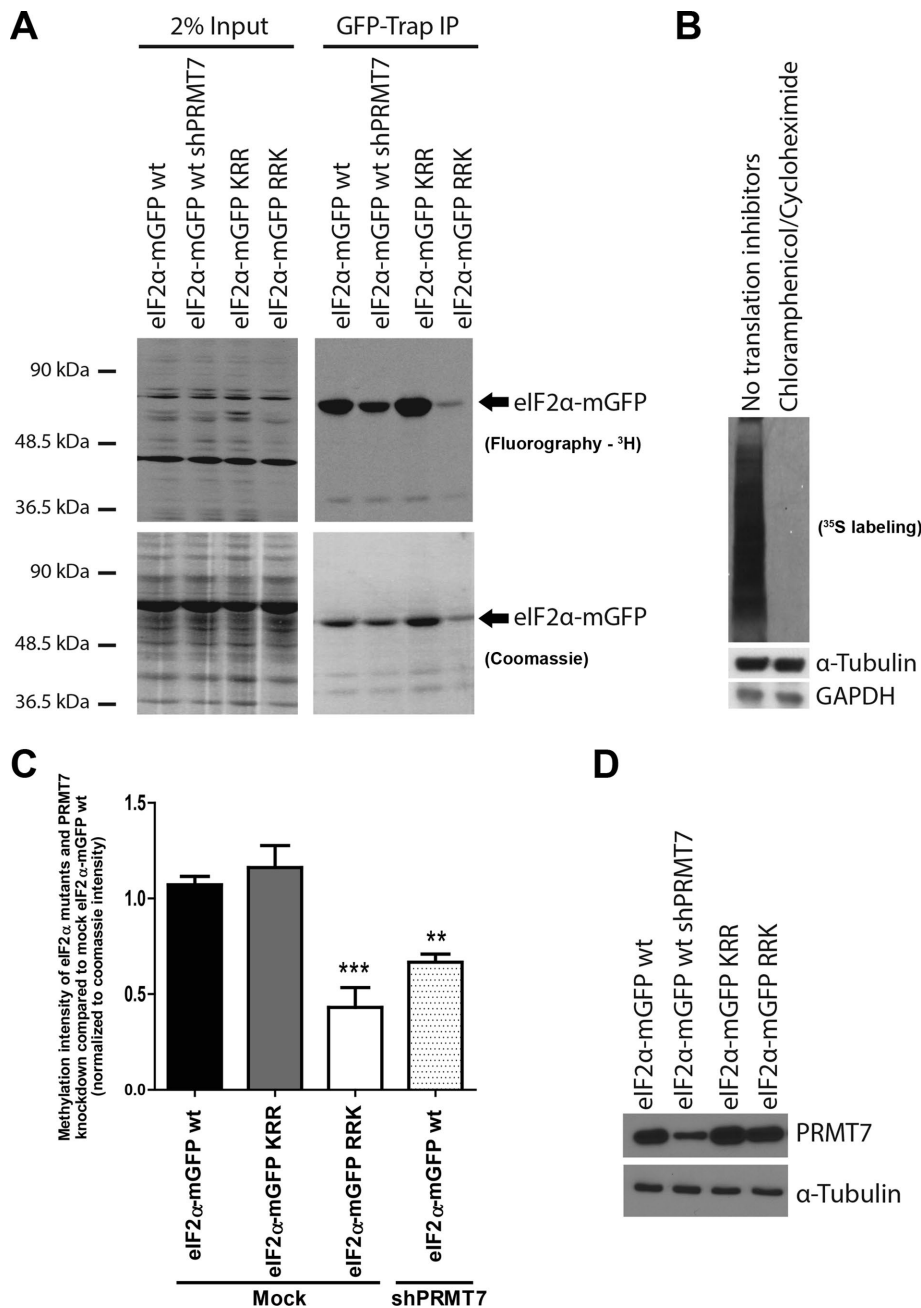 A
2% Input
GFP-Trap IP
eIF2α-mGFP wt
eIF2α-mGFP wt shPRMT7
eIF2α-mGFP KRR
eIF2α-mGFP RRK
eIF2α-mGFP wt
eIF2α-mGFP wt shPRMT7
eIF2α-mGFP KRR
eIF2α-mGFP RRK
90 kDa
48.5 kDa
36.5 kDa
eIF2α-mGFP
(Fluorography - ³H)
90 kDa
48.5 kDa
36.5 kDa
eIF2α-mGFP
(Coomassie)
B
No translation inhibitors
Chloramphenicol/Cycloheximide
(³⁵S labeling)
α-Tubulin
GAPDH
C
Methylation intensity of eIF2α mutants and PRMT7
knockdown compared to mock eIF2α-mGFP wt
(normalized to coomassie intensity)
1.5
1.0
0.5
0.0
***
**
eIF2α-mGFP wt
eIF2α-mGFP KRR
eIF2α-mGFP RRK
eIF2α-mGFP wt
Mock
shPRMT7
D
eIF2α-mGFP wt
eIF2α-mGFP wt shPRMT7
eIF2α-mGFP KRR
eIF2α-mGFP RRK
PRMT7
α-Tubulin